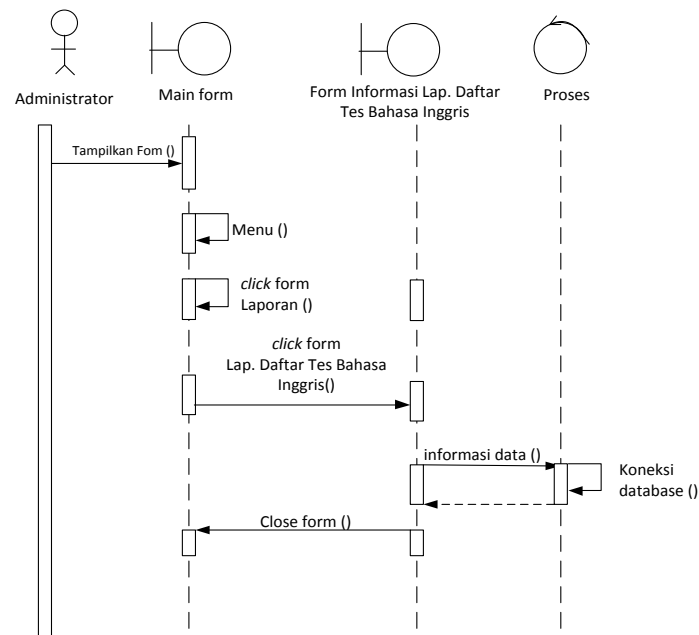 Administrator
Main form
Form Informasi Lap. Daftar
Tes Bahasa Inggris
Proses
Tampilkan Fom ()
Menu ()
click form
Laporan ()
click form
Lap. Daftar Tes Bahasa
Inggris()
informasi data ()
Koneksi
database ()
Close form ()